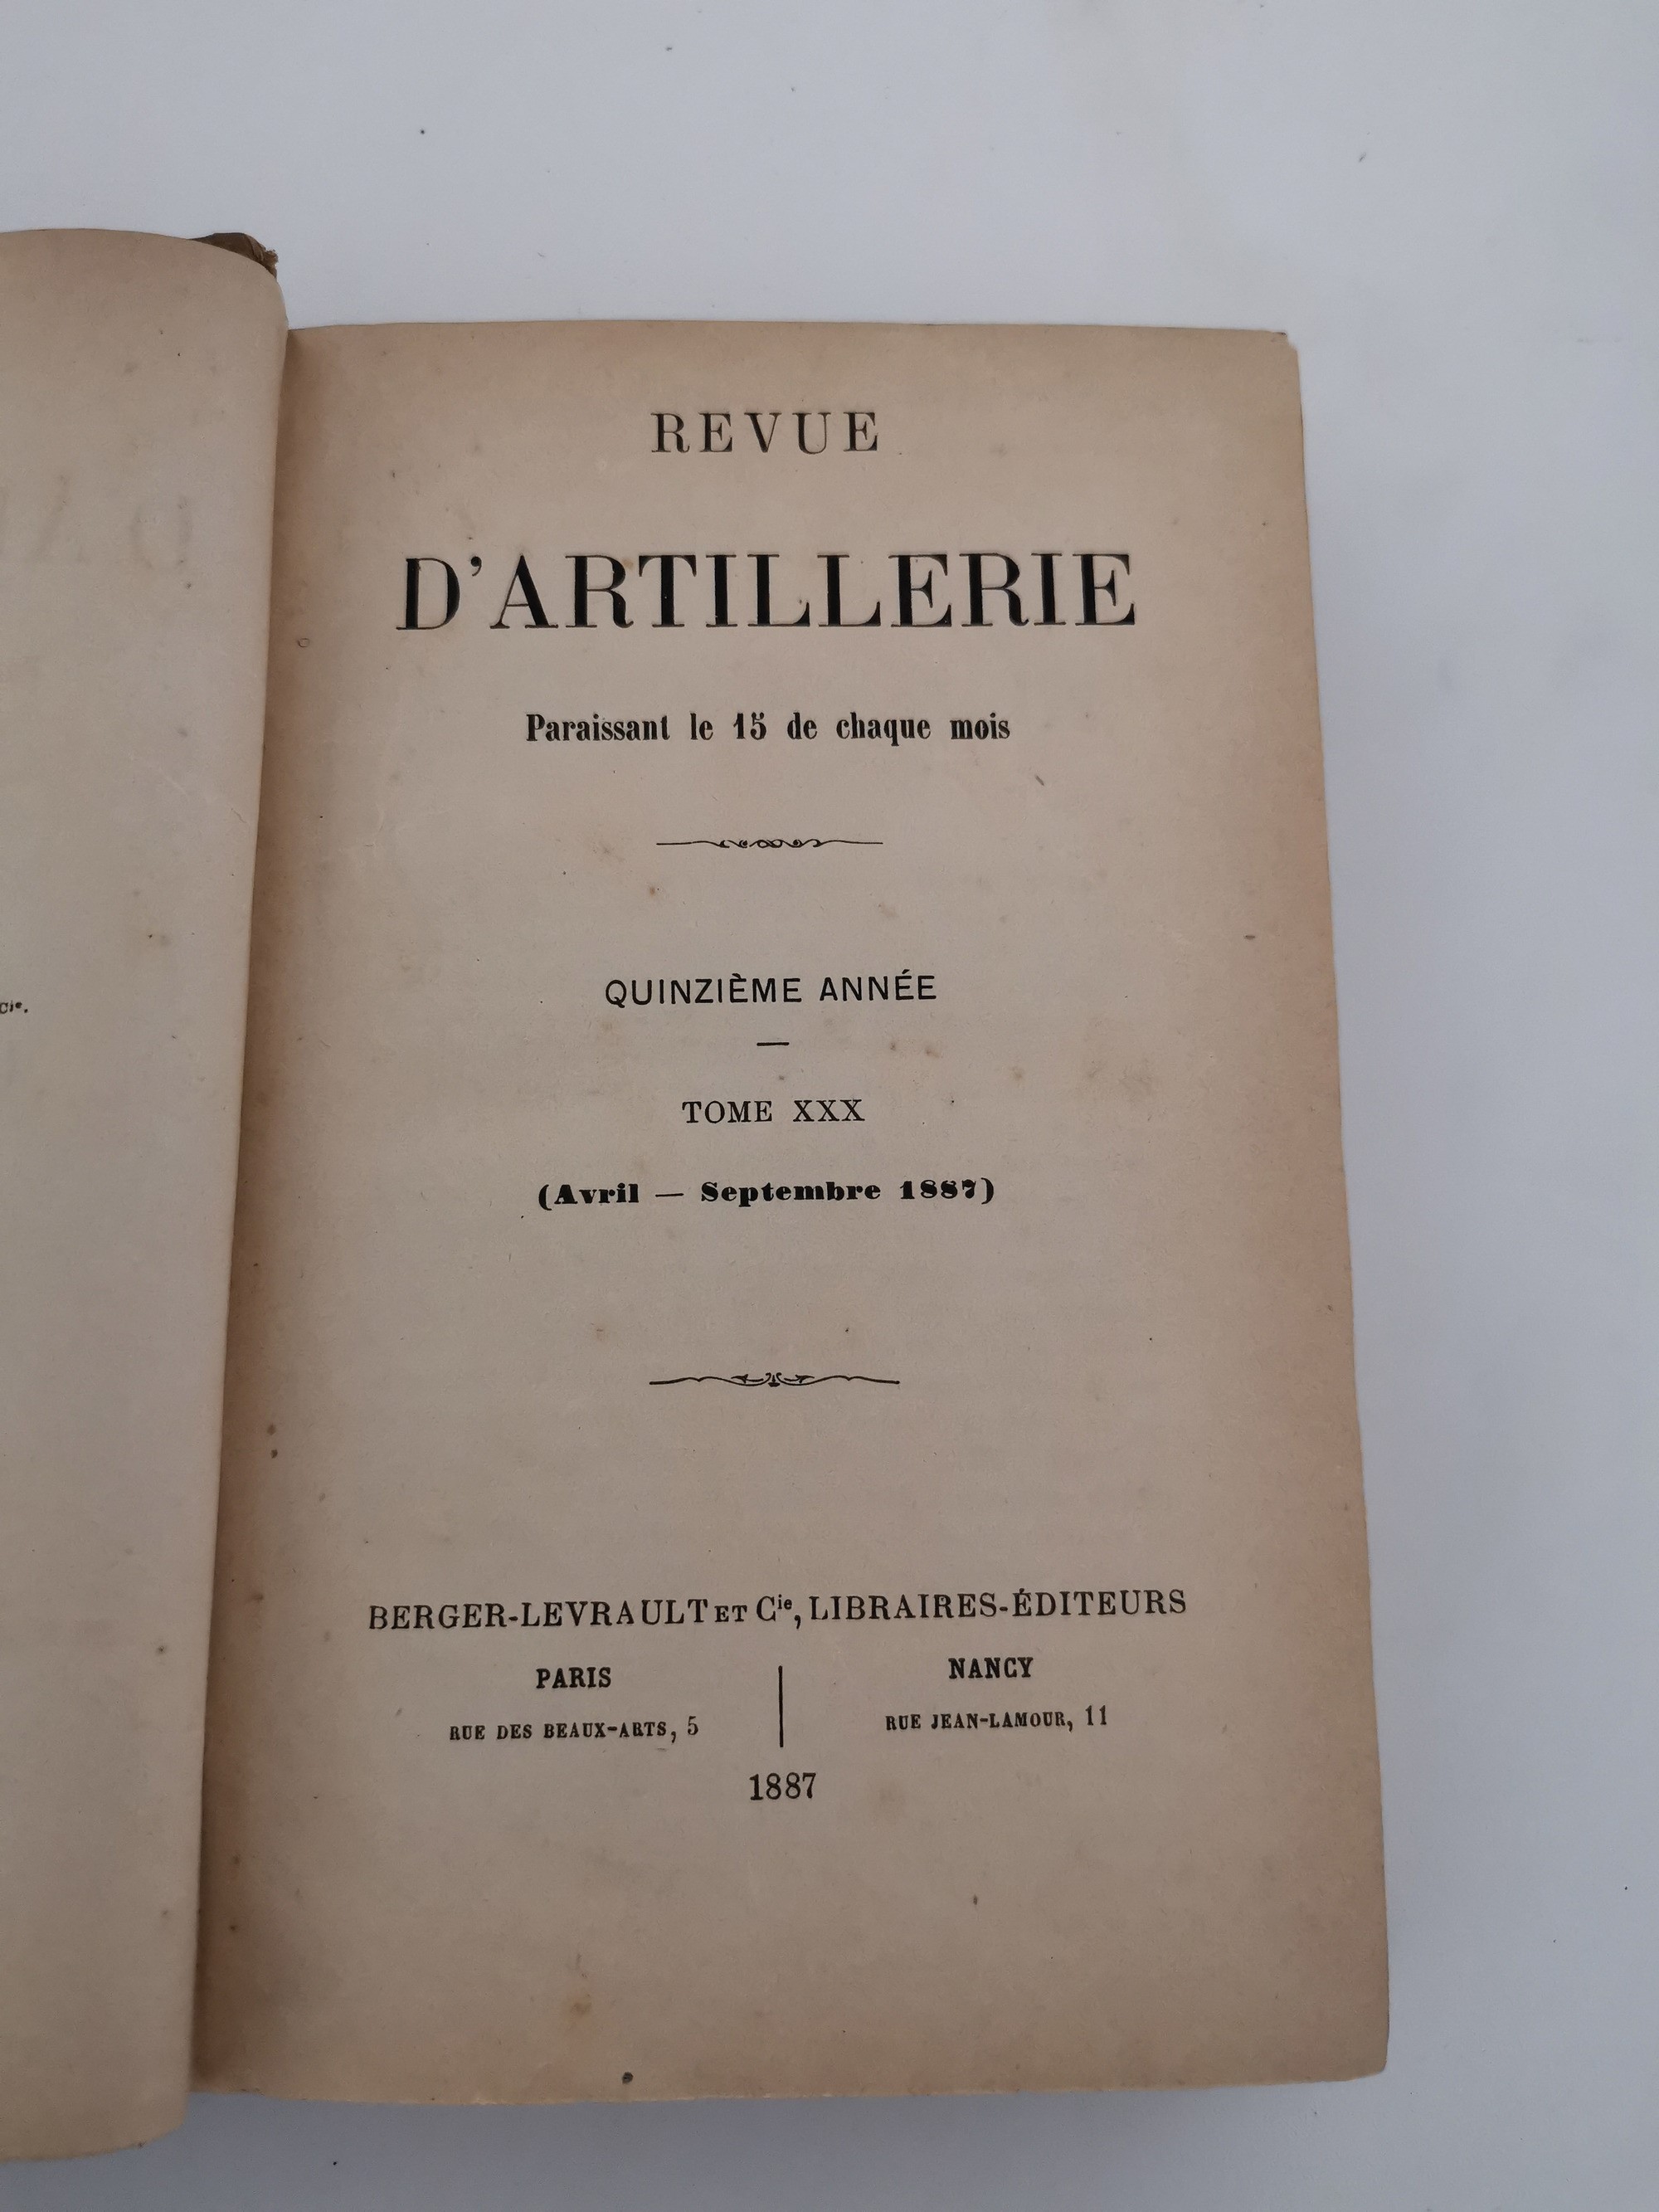 Cie.
REVUE
D'ARTILLERIE
Paraissant le 15 de chaque mois
QUINZIÈME ANNÉE
—
TOME XXX
(Avril — Septembre 1887)
BERGER-LEVRAULT ET Cie, LIBRAIRES-ÉDITEURS
PARIS
RUE DES BEAUX-ARTS, 5
NANCY
RUE JEAN-LAMOUR, 11
1887